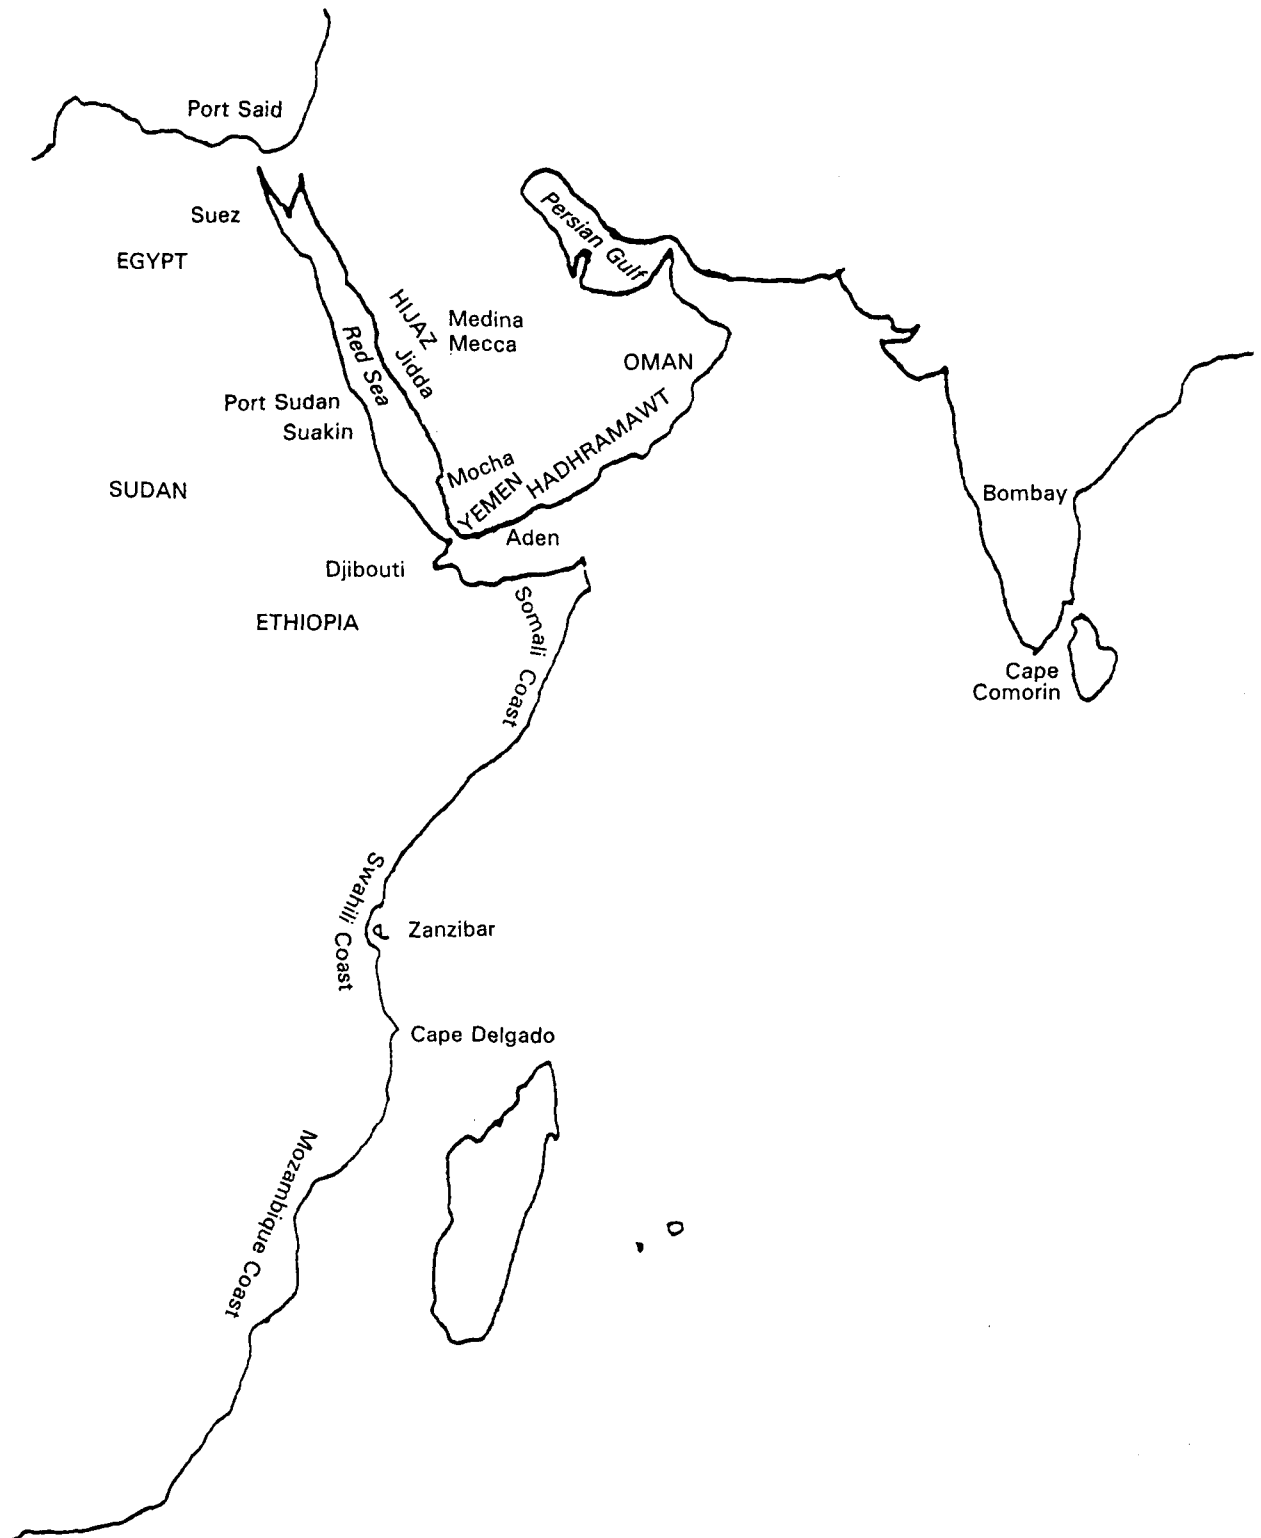 Port Said
Suez
EGYPT
Persian Gulf
HIJAZ
Medina
Mecca
Red Sea
Jidda
OMAN
Port Sudan
Suakin
SUDAN
Mocha
YEMEN
HADHRAMAWT
Bombay
Aden
Djibouti
ETHIOPIA
Somali Coast
Cape
Comorin
Swahili Coast
Zanzibar
Cape Delgado
Mozambique Coast